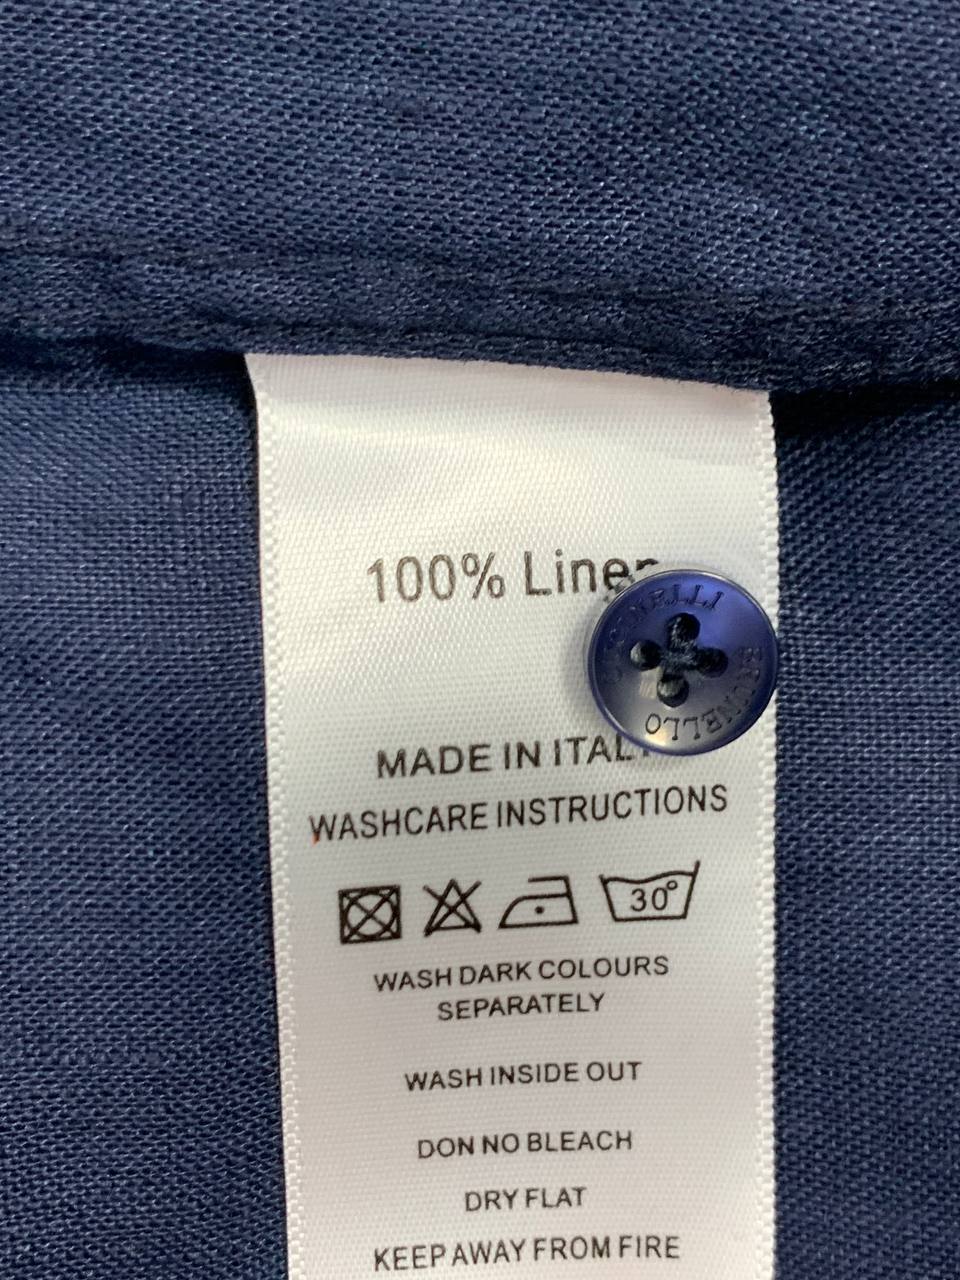 100% Linen
MADE IN ITAL
WASHCARE INSTRUCTIONS
30°
WASH DARK COLOURS
SEPARATELY
WASH INSIDE OUT
DON NO BLEACH
DRY FLAT
KEEP AWAY FROM FIRE